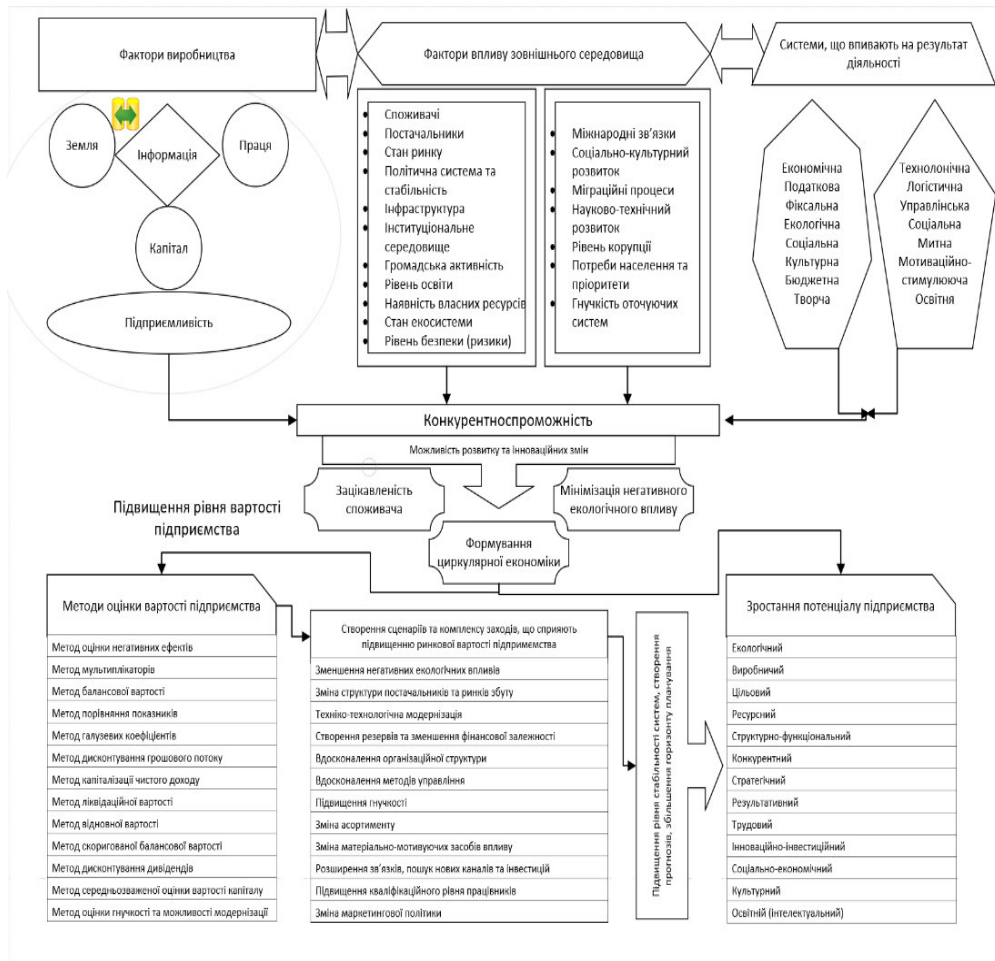 Фактори виробництва
Фактори впливу зовнішнього середовища
Системи, що впивають на результат
діяльності
Земля
Інформація
Праця
Капітал
Підприємливість
Споживачі
Постачальники
Стан ринку
Політична система та
стабільність
Інфраструктура
Інституціональне
середовище
Громадська активність
Рівень освіти
Наявність власних ресурсів
Стан екосистеми
Рівень безпеки (ризики)
Міжнародні зв'язки
Соціально-культурний
розвиток
Міграційні процеси
Науково-технічний
розвиток
Рівень корупції
Потреби населення та
пріоритети
Гнучкість оточуючих
систем
Економічна
Податкова
Фіксальна
Екологічна
Соціальна
Культурна
Бюджетна
Творча
Технолонічна
Логістична
Управлінська
Соціальна
Митна
Мотиваційно-
стимулююча
Освітня
Конкурентноспроможність
Можливість розвитку та інноваційних змін
Зацікавленість
споживача
Мінімізація негативного
екологічного впливу
Формування
циркулярної економіки
Підвищення рівня вартості
підприємства
Методи оцінки вартості підприємства
Метод оцінки негативних ефектів
Метод мультиплікаторів
Метод балансової вартості
Метод порівняння показників
Метод галузевих коефіцієнтів
Метод дисконтування грошового потоку
Метод капіталізації чистого доходу
Метод ліквідаційної вартості
Метод відновної вартості
Метод скоригованої балансової вартості
Метод дисконтування дивідендів
Метод середньозваженої оцінки вартості капіталу
Метод оцінки гнучкості та можливості модернізації
Створення сценаріїв та комплексу заходів, що сприяють
підвищенню ринкової вартості підпримємства
Зменшення негативних екологічних впливів
Зміна структури постачальників та ринків збуту
Техніко-технологічна модернізація
Створення резервів та зменшення фінансової залежності
Вдосконалення організаційної структури
Вдосконалення методів управління
Підвищення гнучкості
Зміна асортименту
Зміна матеріально-мотивуючих засобів впливу
Розширення зв'язків, пошук нових каналів та інвестицій
Підвищення кваліфікаційного рівня працівників
Зміна маркетингової політики
Підвищення рівня стабільності систем, створення
прогнозів, збільшення горизонту планування
Зростання потенціалу підприємства
Екологічний
Виробничий
Цільовий
Ресурсний
Структурно-функціональний
Конкурентний
Стратегічний
Результативний
Трудовий
Інноваційно-інвестиційний
Соціально-економічний
Культурний
Освітній (інтелектуальний)